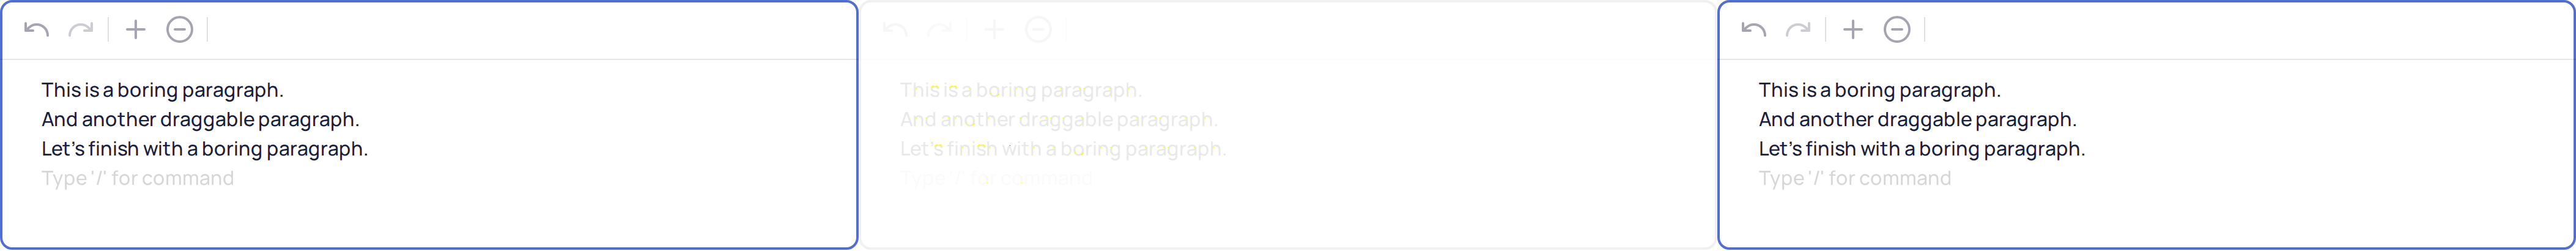 This is a boring paragraph.
And another draggable paragraph.
Let's finish with a boring paragraph.
Type '/' for command
This is a boring paragraph.
And another draggable paragraph.
Let's finish with a boring paragraph.
Type '/' for command
This is a boring paragraph.
And another draggable paragraph.
Let's finish with a boring paragraph.
Type '/' for command